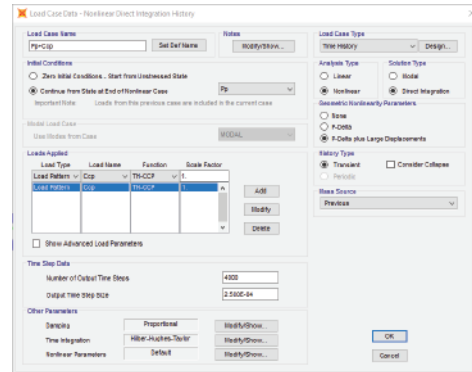 Load Case Data - Nonlinear Direct Integration History
Load Case Name
Pp+Ccp
Set Def Name
Notes
Modify/Show...
Load Case Type
Time History
Design...
Initial Conditions
Zero Initial Conditions - Start from Unstressed State
Continue from State at End of Nonlinear Case
Pp
Important Note: Loads from this previous case are included in the current case
Analysis Type
Linear
Nonlinear
Solution Type
Modal
Direct Integration
Geometric Nonlinearity Parameters
None
P-Delta
P-Delta plus Large Displacements
Modal Load Case
Use Modes from Case
MODAL
History Type
Transient
Consider Collapse
Periodic
Loads Applied
Load Type Load Name Function Scale Factor
Load Pattern Ccp TH-CCP 1.
Load Pattern Ccp TH-CCP 1.
Add
Modify
Delete
Show Advanced Load Parameters
Mass Source
Previous
Time Step Data
Number of Output Time Steps
4000
Output Time Step Size
2.500E-04
Other Parameters
Damping Proportional Modify/Show...
Time Integration Hilber-Hughes-Taylor Modify/Show...
Nonlinear Parameters Default Modify/Show...
OK
Cancel